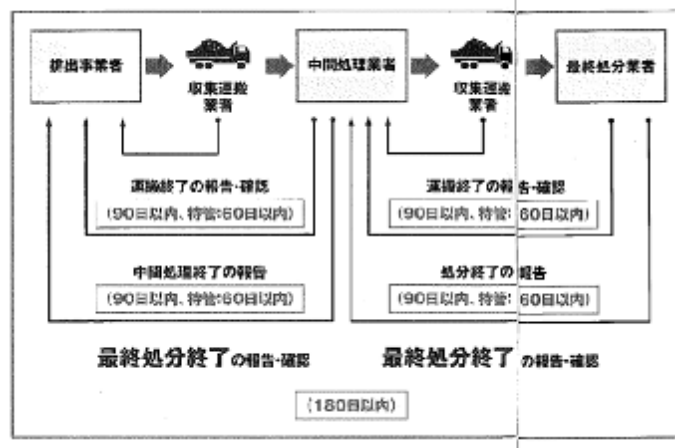 排出事業者
収集運搬
業者
中間処理業者
収集運搬
業者
最終処分業者
運搬終了の報告・確認
(90日以内、特管:60日以内)
運搬終了の報告・確認
(90日以内、特管:60日以内)
中間処理終了の報告
(90日以内、特管:60日以内)
処分終了の報告
(90日以内、特管:60日以内)
最終処分終了の報告・確認
最終処分終了の報告・確認
(180日以内)